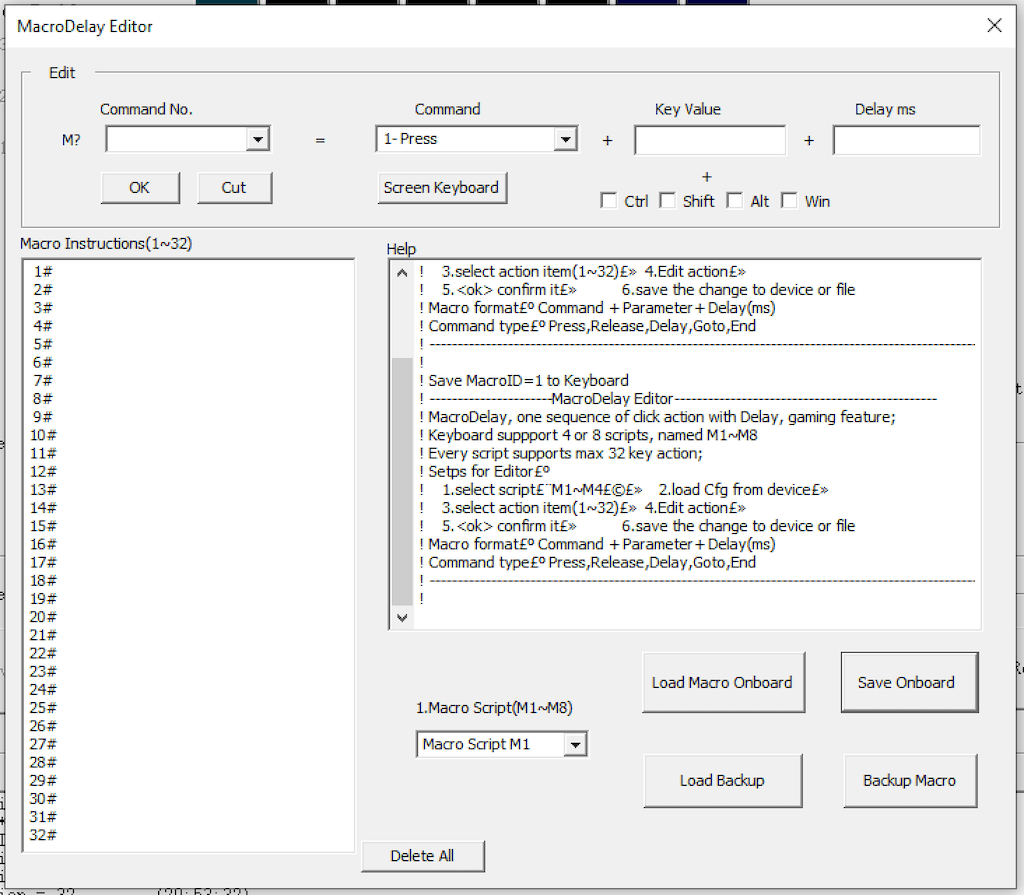 MacroDelay Editor
Edit
Command No. Command Key Value Delay ms
M? = 1- Press + +
OK Cut Screen Keyboard +
Ctrl Shift Alt Win
Macro Instructions(1~32)
1#
2#
3#
4#
5#
6#
7#
8#
9#
10#
11#
12#
13#
14#
15#
16#
17#
18#
19#
20#
21#
22#
23#
24#
25#
26#
27#
28#
29#
30#
31#
32#
Help
! 3.select action item(1~32)£» 4.Edit action£»
! 5.<ok> confirm it£» 6.save the change to device or file
! Macro format£º Command + Parameter + Delay(ms)
! Command type£º Press,Release,Delay,Goto,End
! --------------------------------------------------------------------------------
!
! Save MacroID=1 to Keyboard
! ----------------------MacroDelay Editor----------------------------------------------
! MacroDelay, one sequence of click action with Delay, gaming feature;
! Keyboard suppport 4 or 8 scripts, named M1~M8
! Every script supports max 32 key action;
! Setps for Editor£º
! 1.select script£¨M1~M4£©£» 2.load Cfg from device£»
! 3.select action item(1~32)£» 4.Edit action£»
! 5.<ok> confirm it£» 6.save the change to device or file
! Macro format£º Command + Parameter + Delay(ms)
! Command type£º Press,Release,Delay,Goto,End
! --------------------------------------------------------------------------------
!
1.Macro Script(M1~M8)
Macro Script M1
Load Macro Onboard
Save Onboard
Load Backup
Backup Macro
Delete All